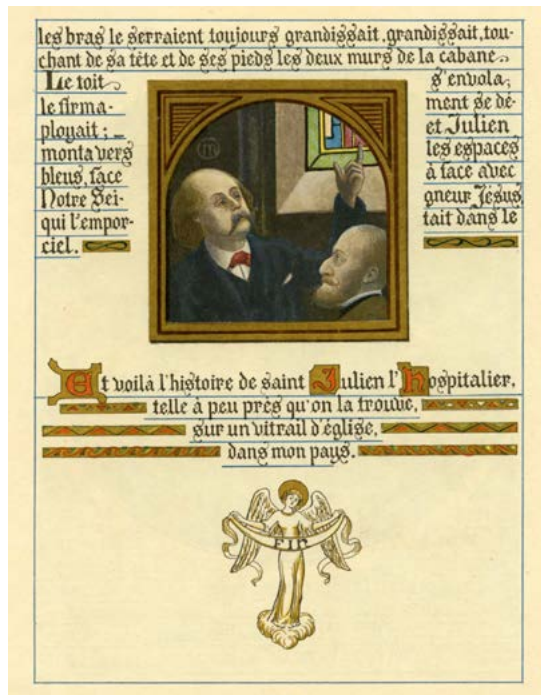 les bras le serraient toujours grandissait, grandissait, tou-
chant de sa tête et de ses pieds les deux murs de la cabane.
Le toit s'envola,
le firma- ment se dé-
ployait ; _ et Julien
monta vers les espaces
bleus, face à face avec
Notre Sei- gneur Jésus,
qui l'empor- tait dans le
ciel.
M
Et voilà l'histoire de saint Julien l'Hospitalier,
telle à peu près qu'on la trouve,
sur un vitrail d'église,
dans mon pays.
FIN